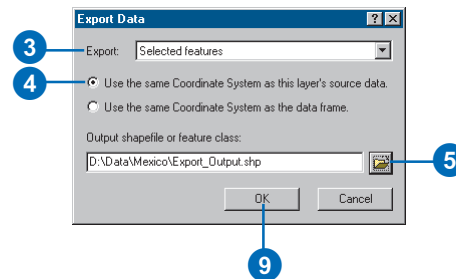 Export Data
3
Export: Selected features
4
Use the same Coordinate System as this layer's source data.
Use the same Coordinate System as the data frame.
Output shapefile or feature class:
D:\Data\Mexico\Export_Output.shp
5
OK Cancel
9